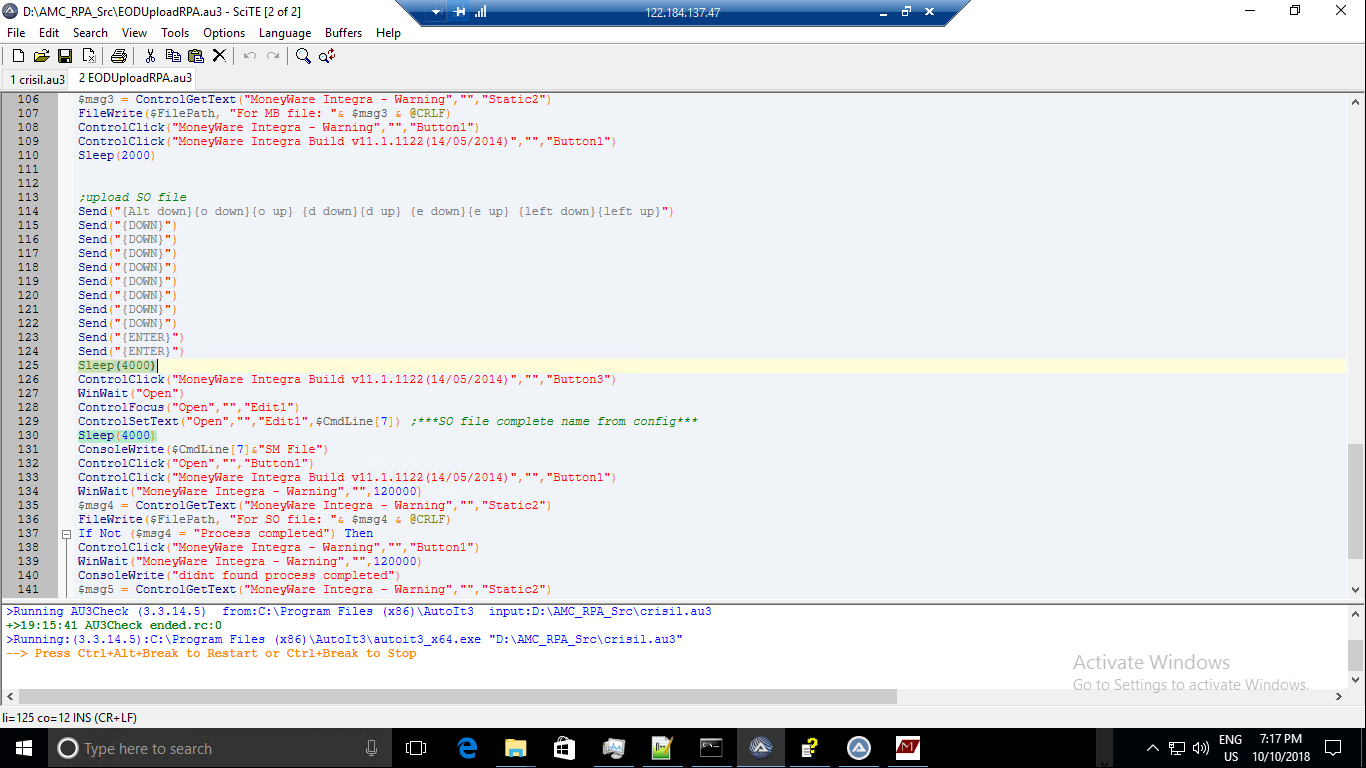 D:\AMC_RPA_Src\EODUploadRPA.au3 - SciTE [2 of 2]
122.184.137.47
File Edit Search View Tools Options Language Buffers Help
1 crisil.au3 2 EODUploadRPA.au3
106 $msg3 = ControlGetText("MoneyWare Integra - Warning","","Static2")
107 FileWrite($FilePath, "For MB file: "& $msg3 & @CRLF)
108 ControlClick("MoneyWare Integra - Warning","","Button1")
109 ControlClick("MoneyWare Integra Build v11.1.1122(14/05/2014)","","Button1")
110 Sleep(2000)
111
112
113 ;upload SO file
114 Send("{Alt down}{o down}{o up} {d down}{d up} {e down}{e up} {left down}{left up}")
115 Send("{DOWN}")
116 Send("{DOWN}")
117 Send("{DOWN}")
118 Send("{DOWN}")
119 Send("{DOWN}")
120 Send("{DOWN}")
121 Send("{DOWN}")
122 Send("{DOWN}")
123 Send("{ENTER}")
124 Send("{ENTER}")
125 Sleep(4000)
126 ControlClick("MoneyWare Integra Build v11.1.1122(14/05/2014)","","Button3")
127 WinWait("Open")
128 ControlFocus("Open","","Edit1")
129 ControlSetText("Open","","Edit1",$CmdLine[7]) ;***SO file complete name from config***
130 Sleep(4000)
131 ConsoleWrite($CmdLine[7]&"SM File")
132 ControlClick("Open","","Button1")
133 ControlClick("MoneyWare Integra Build v11.1.1122(14/05/2014)","","Button1")
134 WinWait("MoneyWare Integra - Warning","",120000)
135 $msg4 = ControlGetText("MoneyWare Integra - Warning","","Static2")
136 FileWrite($FilePath, "For SO file: "& $msg4 & @CRLF)
137 If Not ($msg4 = "Process completed") Then
138 ControlClick("MoneyWare Integra - Warning","","Button1")
139 WinWait("MoneyWare Integra - Warning","",120000)
140 ConsoleWrite("didnt found process completed")
141 $msg5 = ControlGetText("MoneyWare Integra - Warning","","Static2")
>Running AU3Check (3.3.14.5)  from:C:\Program Files (x86)\AutoIt3  input:D:\AMC_RPA_Src\crisil.au3
+>19:15:41 AU3Check ended.rc:0
>Running:(3.3.14.5):C:\Program Files (x86)\AutoIt3\autoit3_x64.exe "D:\AMC_RPA_Src\crisil.au3"
--> Press Ctrl+Alt+Break to Restart or Ctrl+Break to Stop
Activate Windows
Go to Settings to activate Windows.
li=125 co=12 INS (CR+LF)
Type here to search
ENG 7:17 PM
US 10/10/2018